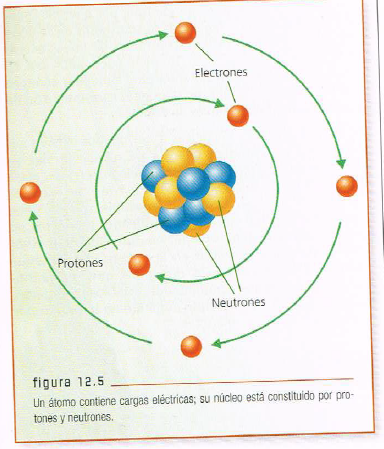 Electrones
Protones
Neutrones
figura 12.5
Un átomo contiene cargas eléctricas; su núcleo está constituido por pro-
tones y neutrones.